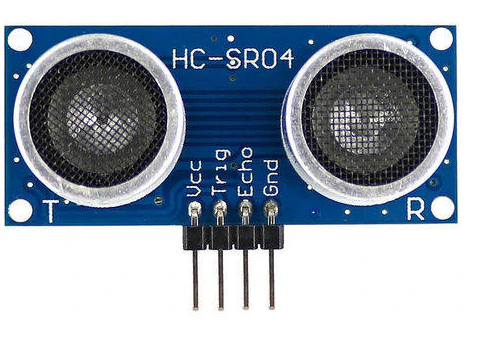 HC-SR04
Vcc
Trig
Echo
Gnd
T
R